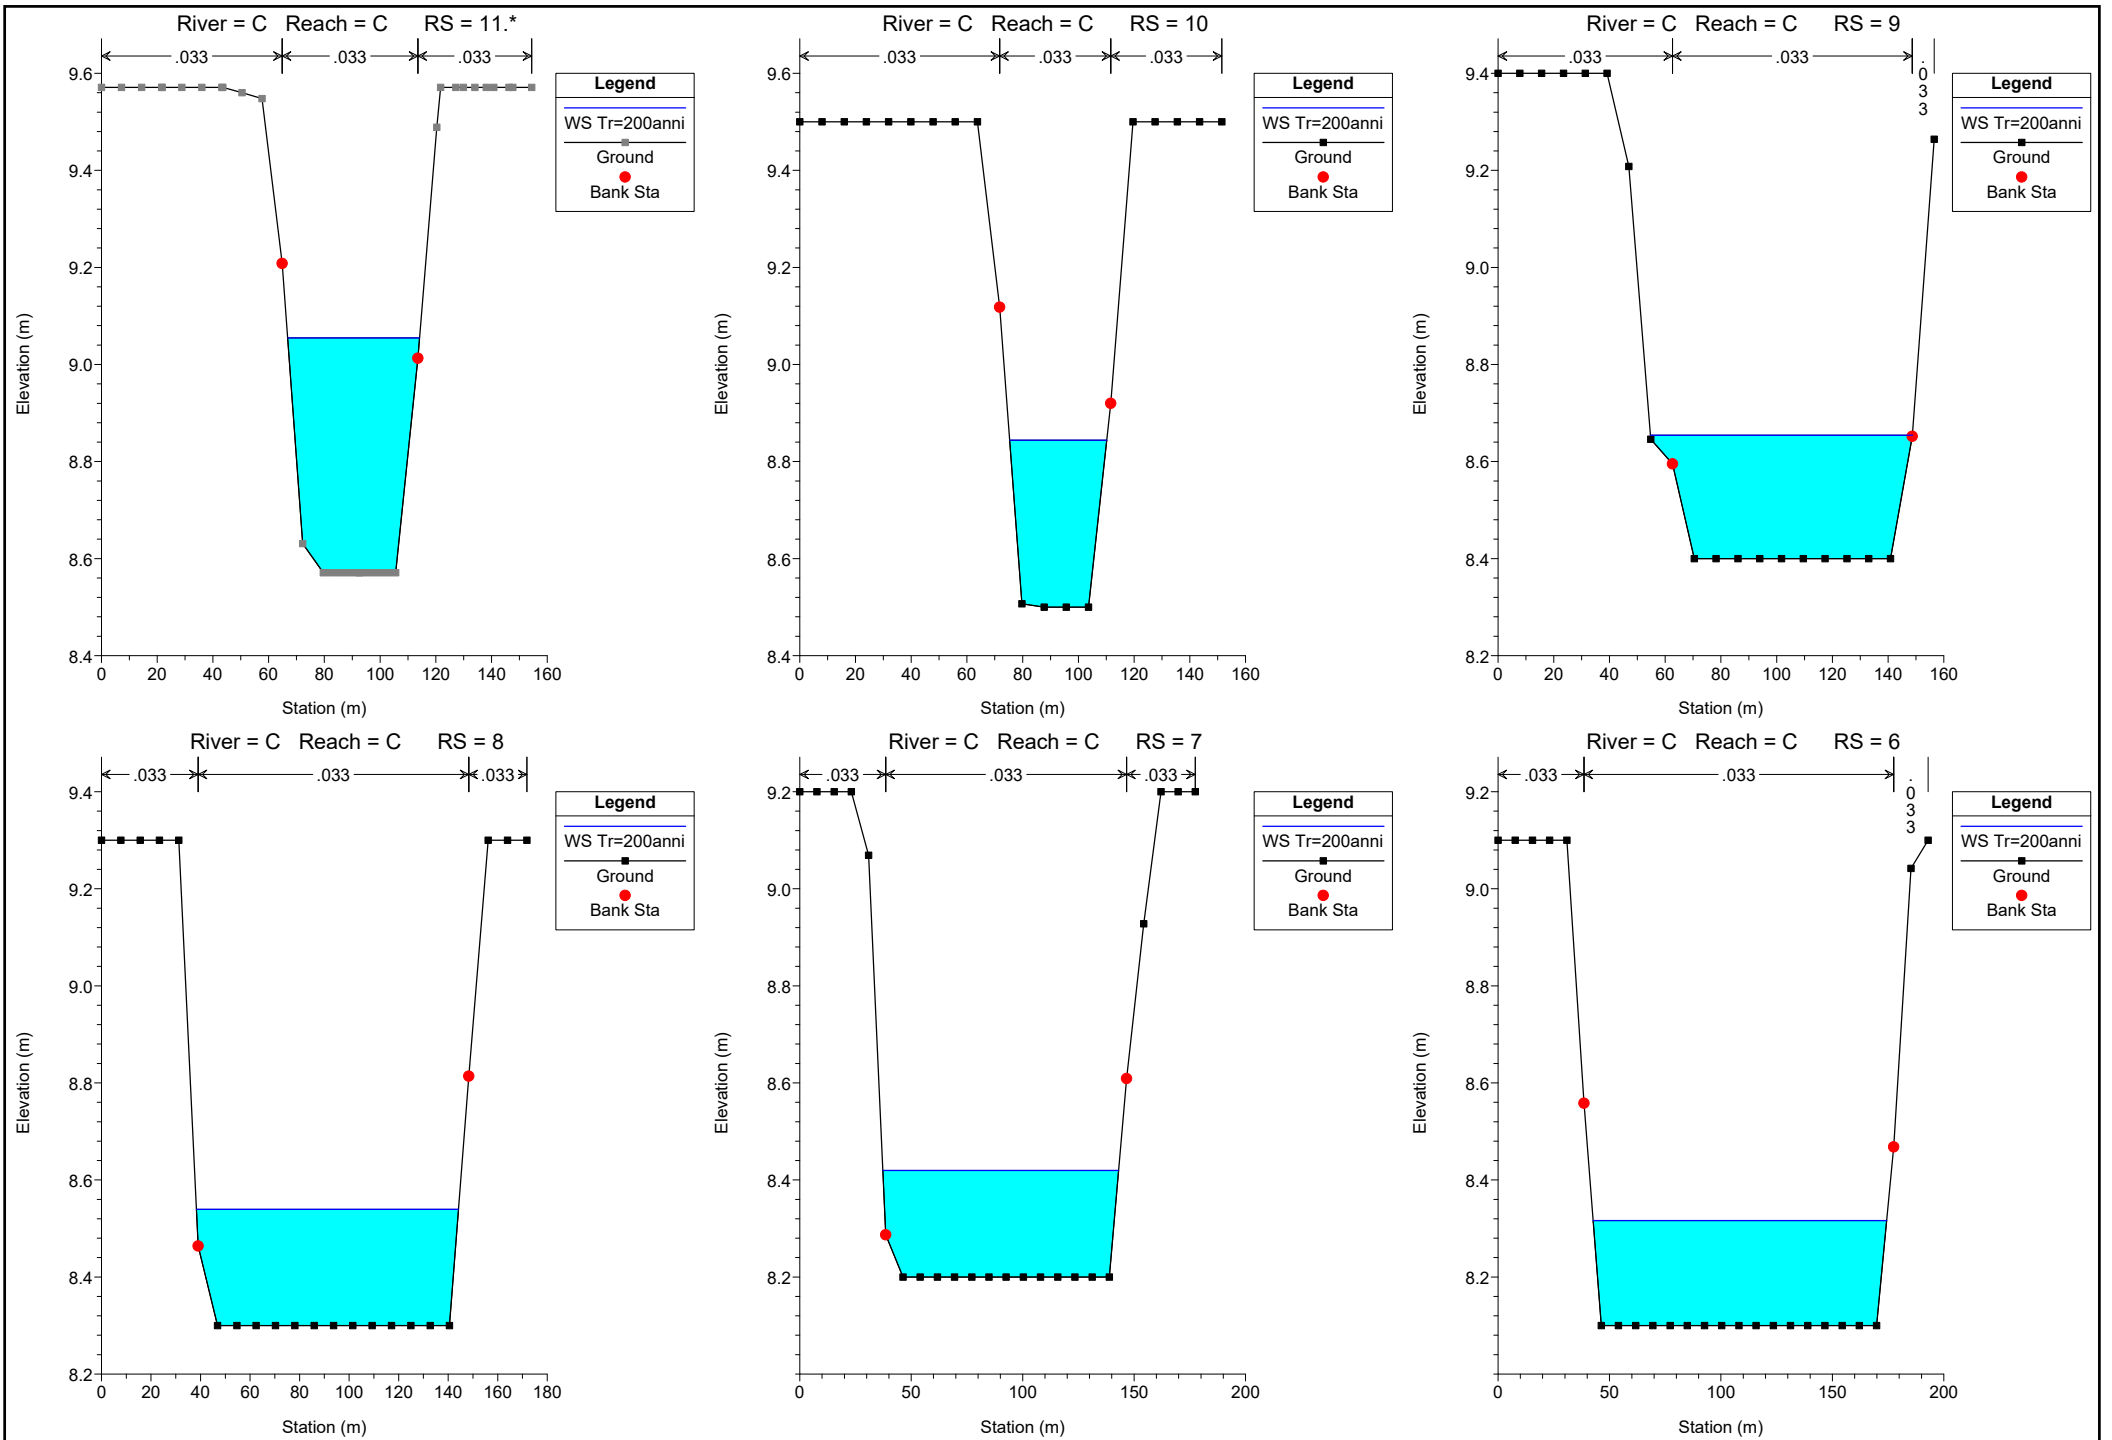 River = C Reach = C RS = 11.*
.033 .033 .033
9.6
9.4
9.2
9.0
8.8
8.6
8.4
0 20 40 60 80 100 120 140 160
Elevation (m)
Station (m)
Legend
WS Tr=200anni
Ground
Bank Sta
River = C Reach = C RS = 10
.033 .033 .033
9.6
9.4
9.2
9.0
8.8
8.6
8.4
0 20 40 60 80 100 120 140 160
Elevation (m)
Station (m)
Legend
WS Tr=200anni
Ground
Bank Sta
River = C Reach = C RS = 9
.033 .033 .033
9.4
9.2
9.0
8.8
8.6
8.4
8.2
0 20 40 60 80 100 120 140 160
Elevation (m)
Station (m)
Legend
WS Tr=200anni
Ground
Bank Sta
River = C Reach = C RS = 8
.033 .033 .033
9.4
9.2
9.0
8.8
8.6
8.4
8.2
0 20 40 60 80 100 120 140 160 180
Elevation (m)
Station (m)
Legend
WS Tr=200anni
Ground
Bank Sta
River = C Reach = C RS = 7
.033 .033 .033
9.2
9.0
8.8
8.6
8.4
8.2
0 50 100 150 200
Elevation (m)
Station (m)
Legend
WS Tr=200anni
Ground
Bank Sta
River = C Reach = C RS = 6
.033 .033 .033
9.2
9.0
8.8
8.6
8.4
8.2
0 50 100 150 200
Elevation (m)
Station (m)
Legend
WS Tr=200anni
Ground
Bank Sta